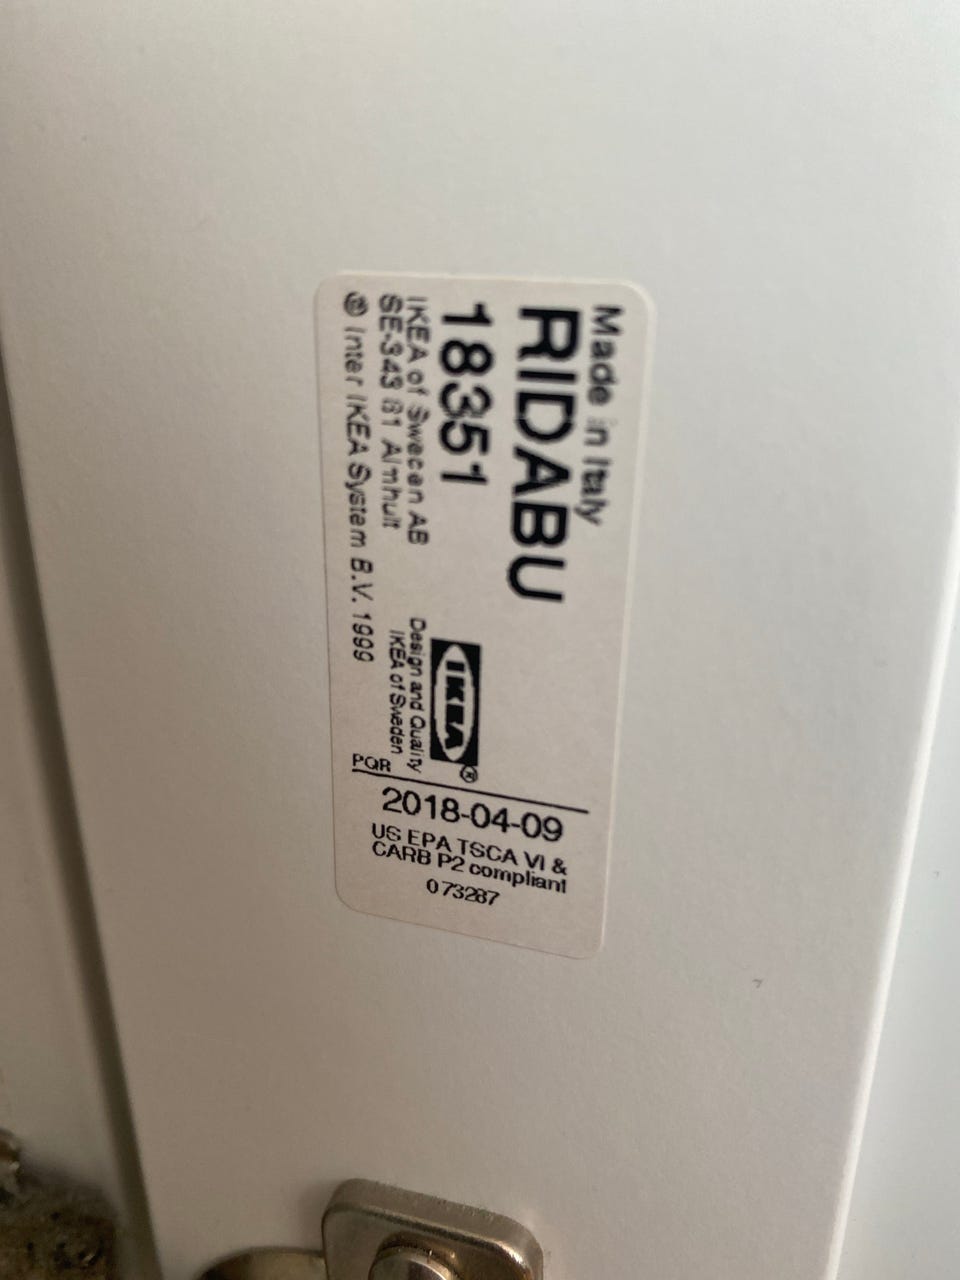 Made in Italy
RIDABU
18351
IKEA of Sweden AB
SE-343 81 Älmhult
® Inter IKEA System B.V. 1999
IKEA®
Design and Quality
IKEA of Sweden
PQR
2018-04-09
US EPA TSCA VI &
CARB P2 compliant
073287